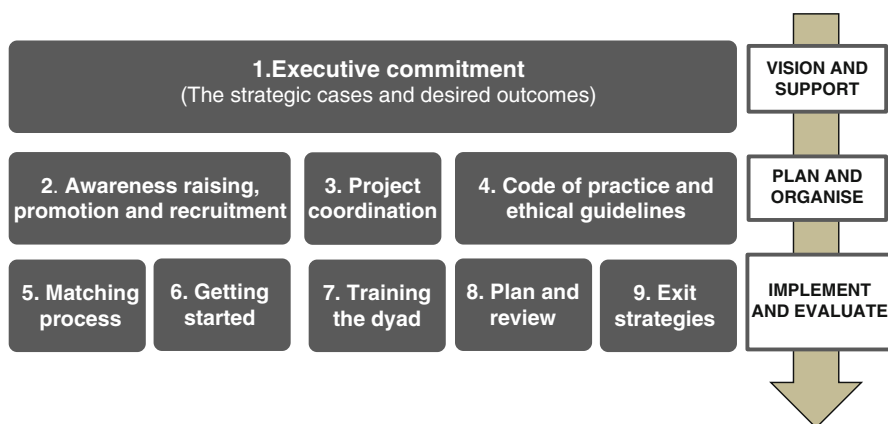 1.Executive commitment
(The strategic cases and desired outcomes)
VISION AND
SUPPORT
2. Awareness raising,
promotion and recruitment
3. Project
coordination
4. Code of practice and
ethical guidelines
PLAN AND
ORGANISE
5. Matching
process
6. Getting
started
7. Training
the dyad
8. Plan and
review
9. Exit
strategies
IMPLEMENT
AND EVALUATE